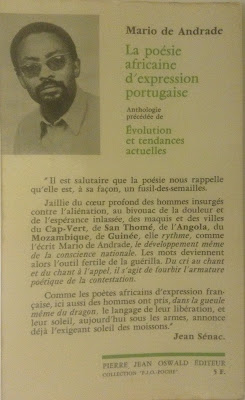 Mario de Andrade
La poésie
africaine
d'expression
portugaise
Anthologie
précédée de
Évolution
et tendances
actuelles
"Il est salutaire que la poésie nous rappelle
qu'elle est, à sa façon, un fusil-des-semailles.
Jaillie du cœur profond des hommes insurgés
contre l'aliénation, au bivouac de la douleur et
de l'espérance inlassée, des maquis et des villes
du Cap-Vert, de San Thomé, de l'Angola, du
Mozambique, de Guinée, elle rythme, comme
l'écrit Mario de Andrade, le développement même
de la conscience nationale. Les mots deviennent
alors l'outil fertile de la guérilla. Du cri au chant
et du chant à l'appel, il s'agit de fourbir l'armature
poétique de la contestation.
Comme les poètes africains d'expression fran-
çaise, ici aussi des hommes ont pris, dans la gueule
même du dragon, le langage de leur libération, et
leur soleil, aujourd'hui sous les armes, annonce
déjà l'exigeant soleil des moissons."
Jean Sénac.
PIERRE JEAN OSWALD ÉDITEUR
COLLECTION "P.J.O.-POCHE"
5 F.